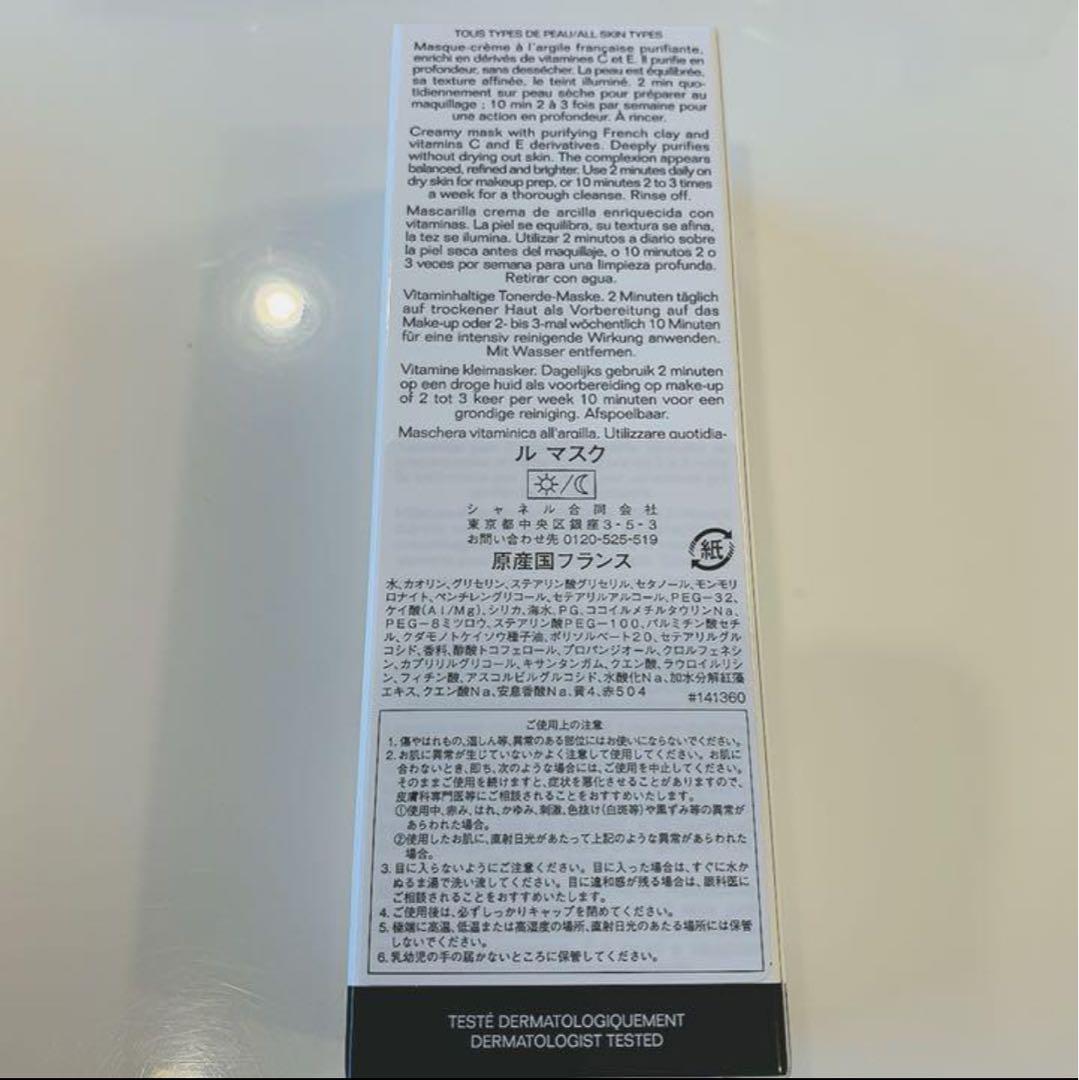 TOUS TYPES DE PEAU/ALL SKIN TYPES
Masque-crème à l'argile française purifiante,
enrichi en dérivés de vitamines C et E. Il purifie en
profondeur, sans dessécher. La peau est équilibrée,
sa texture affinée, le teint illuminé. 2 min quo-
tidiennement sur peau sèche pour préparer au
maquillage ; 10 min 2 à 3 fois par semaine pour
une action en profondeur. À rincer.
Creamy mask with purifying French clay and
vitamins C and E derivatives. Deeply purifies
without drying out skin. The complexion appears
balanced, refined and brighter. Use 2 minutes daily on
dry skin for makeup prep, or 10 minutes 2 to 3 times
a week for a thorough cleanse. Rinse off.
Mascarilla crema de arcilla enriquecida con
vitaminas. La piel se equilibra, su textura se afina,
la tez se ilumina. Utilizar 2 minutos a diario sobre
la piel seca antes del maquillaje, o 10 minutos 2 o
3 veces por semana para una limpieza profunda.
Retirar con agua.
Vitaminhaltige Tonerde-Maske. 2 Minuten täglich
auf trockener Haut als Vorbereitung auf das
Make-up oder 2- bis 3-mal wöchentlich 10 Minuten
für eine intensiv reinigende Wirkung anwenden.
Mit Wasser entfernen.
Vitamine kleimasker. Dagelijks gebruik 2 minuten
op een droge huid als voorbereiding op make-up
of 2 tot 3 keer per week 10 minuten voor een
grondige reiniging. Afspoelbaar.
Maschera vitaminica all'argilla. Utilizzare quotidia-
ル マスク
シャネル合同会社
東京都中央区銀座3-5-3
お問い合わせ先 0120-525-519
紙
原産国フランス
水、カオリン、グリセリン、ステアリン酸グリセリル、セタノール、モンモリ
ロナイト、ペンチレングリコール、セテアリルアルコール、PEG-32、
ケイ酸(Al/Mg)、シリカ、海水、PG、ココイルメチルタウリンNa、
PEG-8ミツロウ、ステアリン酸PEG-100、パルミチン酸セチ
ル、クダモノトケイソウ種子油、ポリソルベート20、セテアリルグル
コシド、香料、酢酸トコフェロール、プロパンジオール、クロルフェネシ
ン、カプリリルグリコール、キサンタンガム、クエン酸、ラウロイルリシ
ン、フィチン酸、アスコルビルグルコシド、水酸化Na、加水分解紅藻
エキス、クエン酸Na、安息香酸Na、黄4、赤504
#141360
ご使用上の注意
1. 傷やはれもの、湿しん等、異常のある部位にはお使いにならないでください。
2. お肌に異常が生じていないかよく注意して使用してください。お肌に
合わないとき、即ち、次のような場合には、ご使用を中止してください。
そのままご使用を続けますと、症状を悪化させることがありますので、
皮膚科専門医等にご相談されることをおすすめいたします。
①使用中、赤み、はれ、かゆみ、刺激、色抜け(白斑等)や黒ずみ等の異常が
あらわれた場合。
②使用したお肌に、直射日光があたって上記のような異常があらわれた
場合。
3. 目に入らないようにご注意ください。目に入った場合は、すぐに水か
ぬるま湯で洗い流してください。目に違和感が残る場合は、眼科医に
ご相談されることをおすすめいたします。
4. ご使用後は、必ずしっかりキャップを閉めてください。
5. 極端に高温、低温または高湿度の場所、直射日光のあたる場所には保管
しないでください。
6. 乳幼児の手の届かないところに保管してください。
TESTÉ DERMATOLOGIQUEMENT
DERMATOLOGIST TESTED